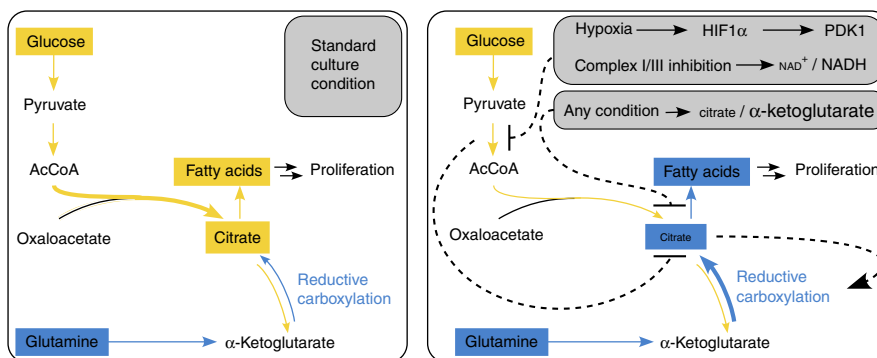 Glucose
Pyruvate
AcCoA
Oxaloacetate
Fatty acids
Proliferation
Citrate
Reductive
carboxylation
Glutamine
α-Ketoglutarate
Standard
culture
condition
Glucose
Pyruvate
AcCoA
Oxaloacetate
Hypoxia HIF1α PDK1
Complex I/III inhibition NAD+ / NADH
Any condition citrate / α-ketoglutarate
Fatty acids
Proliferation
Citrate
Reductive
carboxylation
Glutamine
α-Ketoglutarate